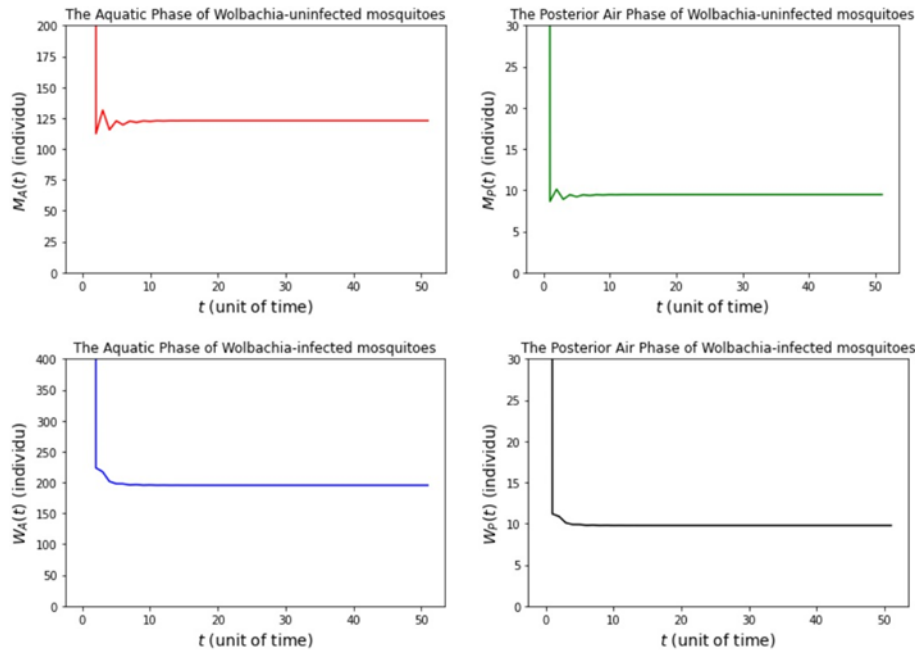 The Aquatic Phase of Wolbachia-uninfected mosquitoes
200
175
150
125
100
75
50
25
0
M_A(t) (individu)
0 10 20 30 40 50
t (unit of time)
The Posterior Air Phase of Wolbachia-uninfected mosquitoes
30
25
20
15
10
5
0
M_P(t) (individu)
0 10 20 30 40 50
t (unit of time)
The Aquatic Phase of Wolbachia-infected mosquitoes
400
350
300
250
200
150
100
50
0
W_A(t) (individu)
0 10 20 30 40 50
t (unit of time)
The Posterior Air Phase of Wolbachia-infected mosquitoes
30
25
20
15
10
5
0
W_P(t) (individu)
0 10 20 30 40 50
t (unit of time)